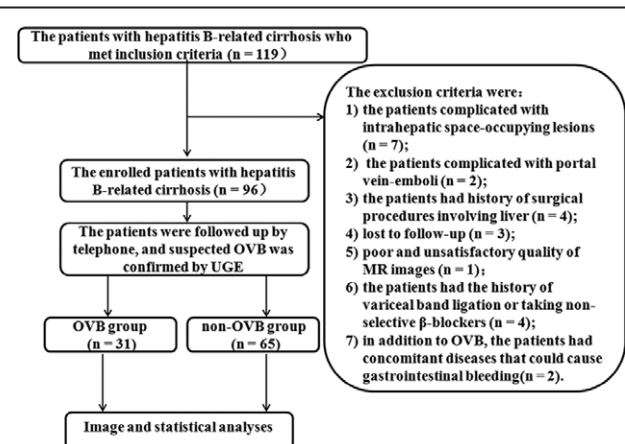 The patients with hepatitis B-related cirrhosis who
met inclusion criteria (n = 119)
The exclusion criteria were:
1) the patients complicated with
intrahepatic space-occupying lesions
(n = 7);
2) the patients complicated with portal
vein-emboli (n = 2);
3) the patients had history of surgical
procedures involving liver (n = 4);
4) lost to follow-up (n = 3);
5) poor and unsatisfactory quality of
MR images (n = 1);
6) the patients had the history of
variceal band ligation or taking non-
selective β-blockers (n = 4);
7) in addition to OVB, the patients had
concomitant diseases that could cause
gastrointestinal bleeding(n = 2).
The enrolled patients with hepatitis
B-related cirrhosis (n = 96)
The patients were followed up by
telephone, and suspected OVB was
confirmed by UGE
OVB group
(n = 31)
non-OVB group
(n = 65)
Image and statistical analyses